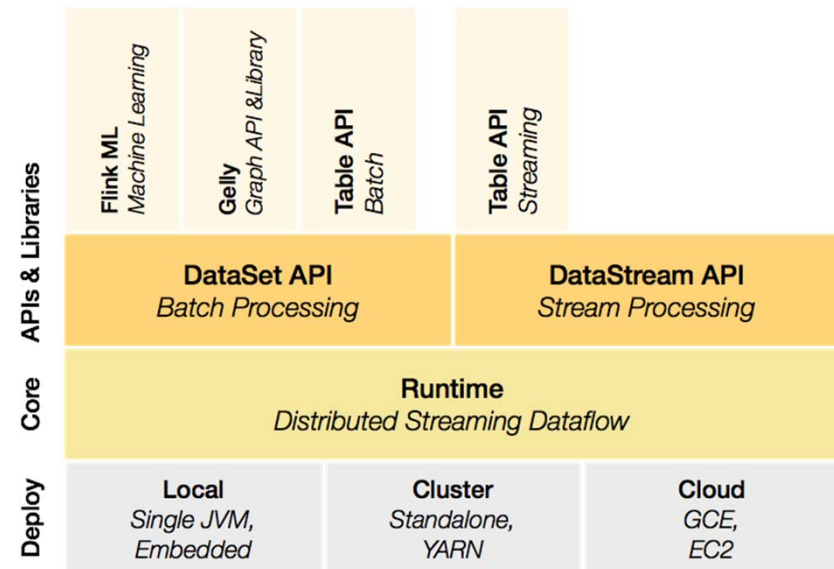 Flink ML
Machine Learning
Gelly
Graph API &Library
Table API
Batch
Table API
Streaming
APIs & Libraries
DataSet API
Batch Processing
DataStream API
Stream Processing
Core
Runtime
Distributed Streaming Dataflow
Deploy
Local
Single JVM,
Embedded
Cluster
Standalone,
YARN
Cloud
GCE,
EC2